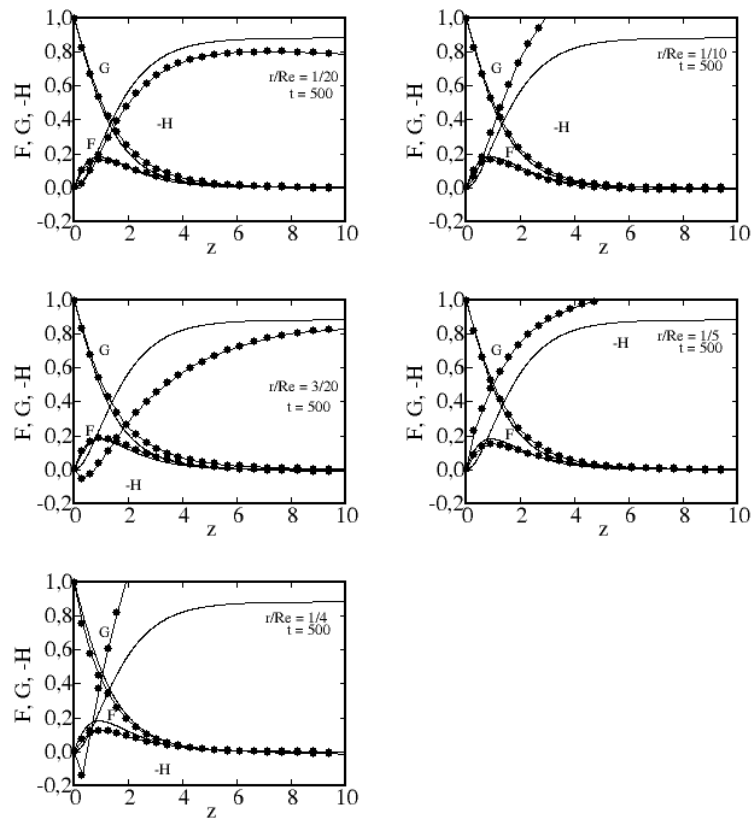 1,0
0,8
0,6
0,4
0,2
0,0
-0,2
F, G, -H
G
F
-H
r/Re = 1/20
t = 500
0 2 4 6 8 10
z
1,0
0,8
0,6
0,4
0,2
0,0
-0,2
F, G, -H
F
-H
r/Re = 1/10
t = 500
0 2 4 6 8 10
z
1,0
0,8
0,6
0,4
0,2
0,0
-0,2
F, G, -H
G
F
-H
r/Re = 3/20
t = 500
0 2 4 6 8 10
z
1,0
0,8
0,6
0,4
0,2
0,0
-0,2
F, G, -H
G
F
-H
r/Re = 1/5
t = 500
0 2 4 6 8 10
z
1,0
0,8
0,6
0,4
0,2
0,0
-0,2
F, G, -H
G
F
-H
r/Re = 1/4
t = 500
0 2 4 6 8 10
z